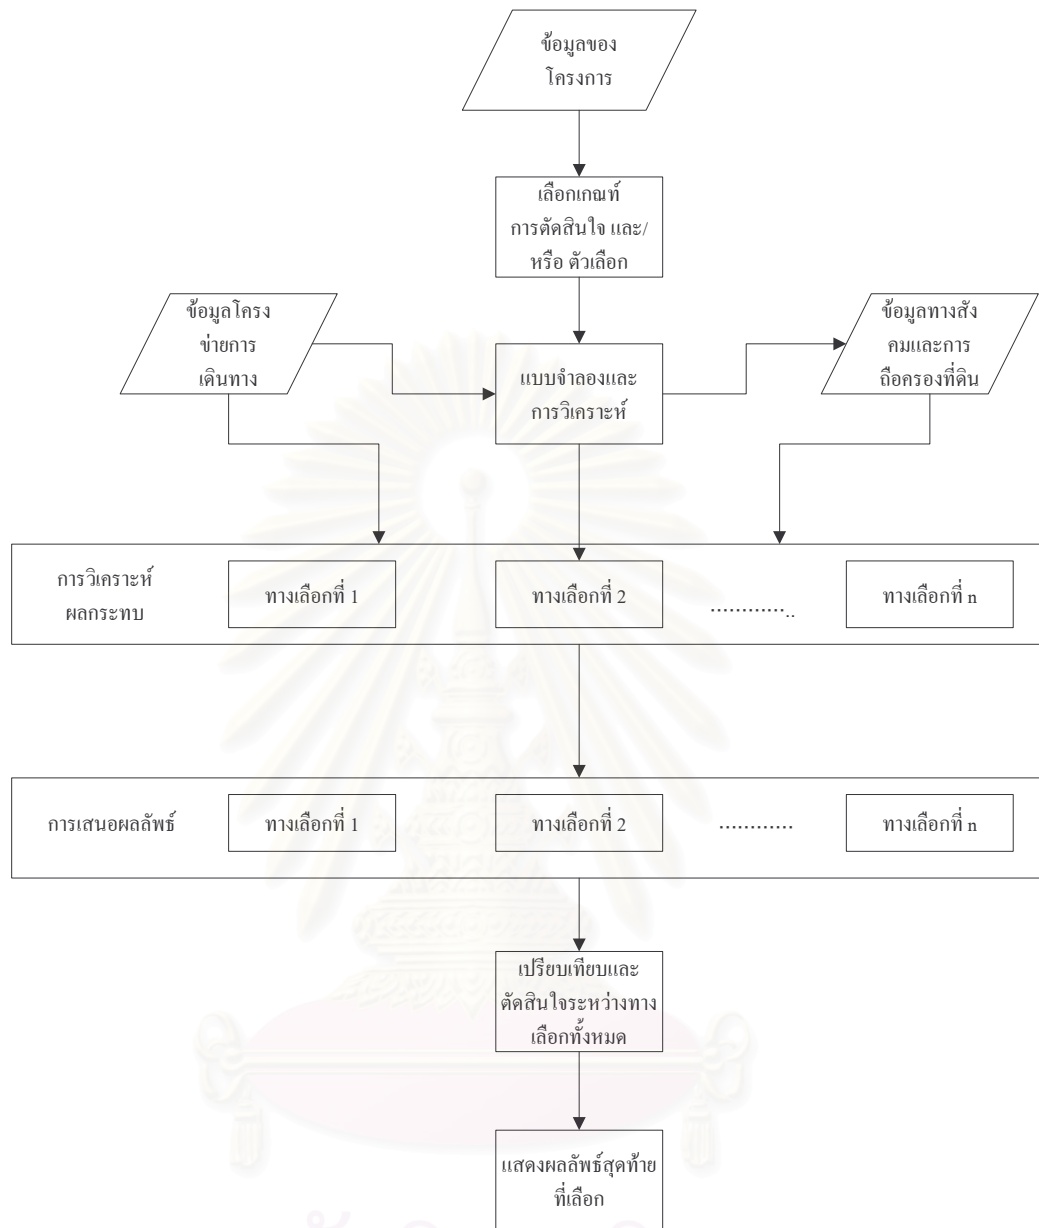 ข้อมูลของ
โครงการ
เลือกเกณฑ์
การตัดสินใจ และ/
หรือ ตัวเลือก
ข้อมูลโครง
ข่ายการ
เดินทาง
แบบจำลองและ
การวิเคราะห์
ข้อมูลทางสัง
คมและการ
ถือครองที่ดิน
การวิเคราะห์
ผลกระทบ
ทางเลือกที่ 1
ทางเลือกที่ 2
..............
ทางเลือกที่ n
การเสนอผลลัพธ์
ทางเลือกที่ 1
ทางเลือกที่ 2
............
ทางเลือกที่ n
เปรียบเทียบและ
ตัดสินใจระหว่างทาง
เลือกทั้งหมด
แสดงผลลัพธ์สุดท้าย
ที่เลือก